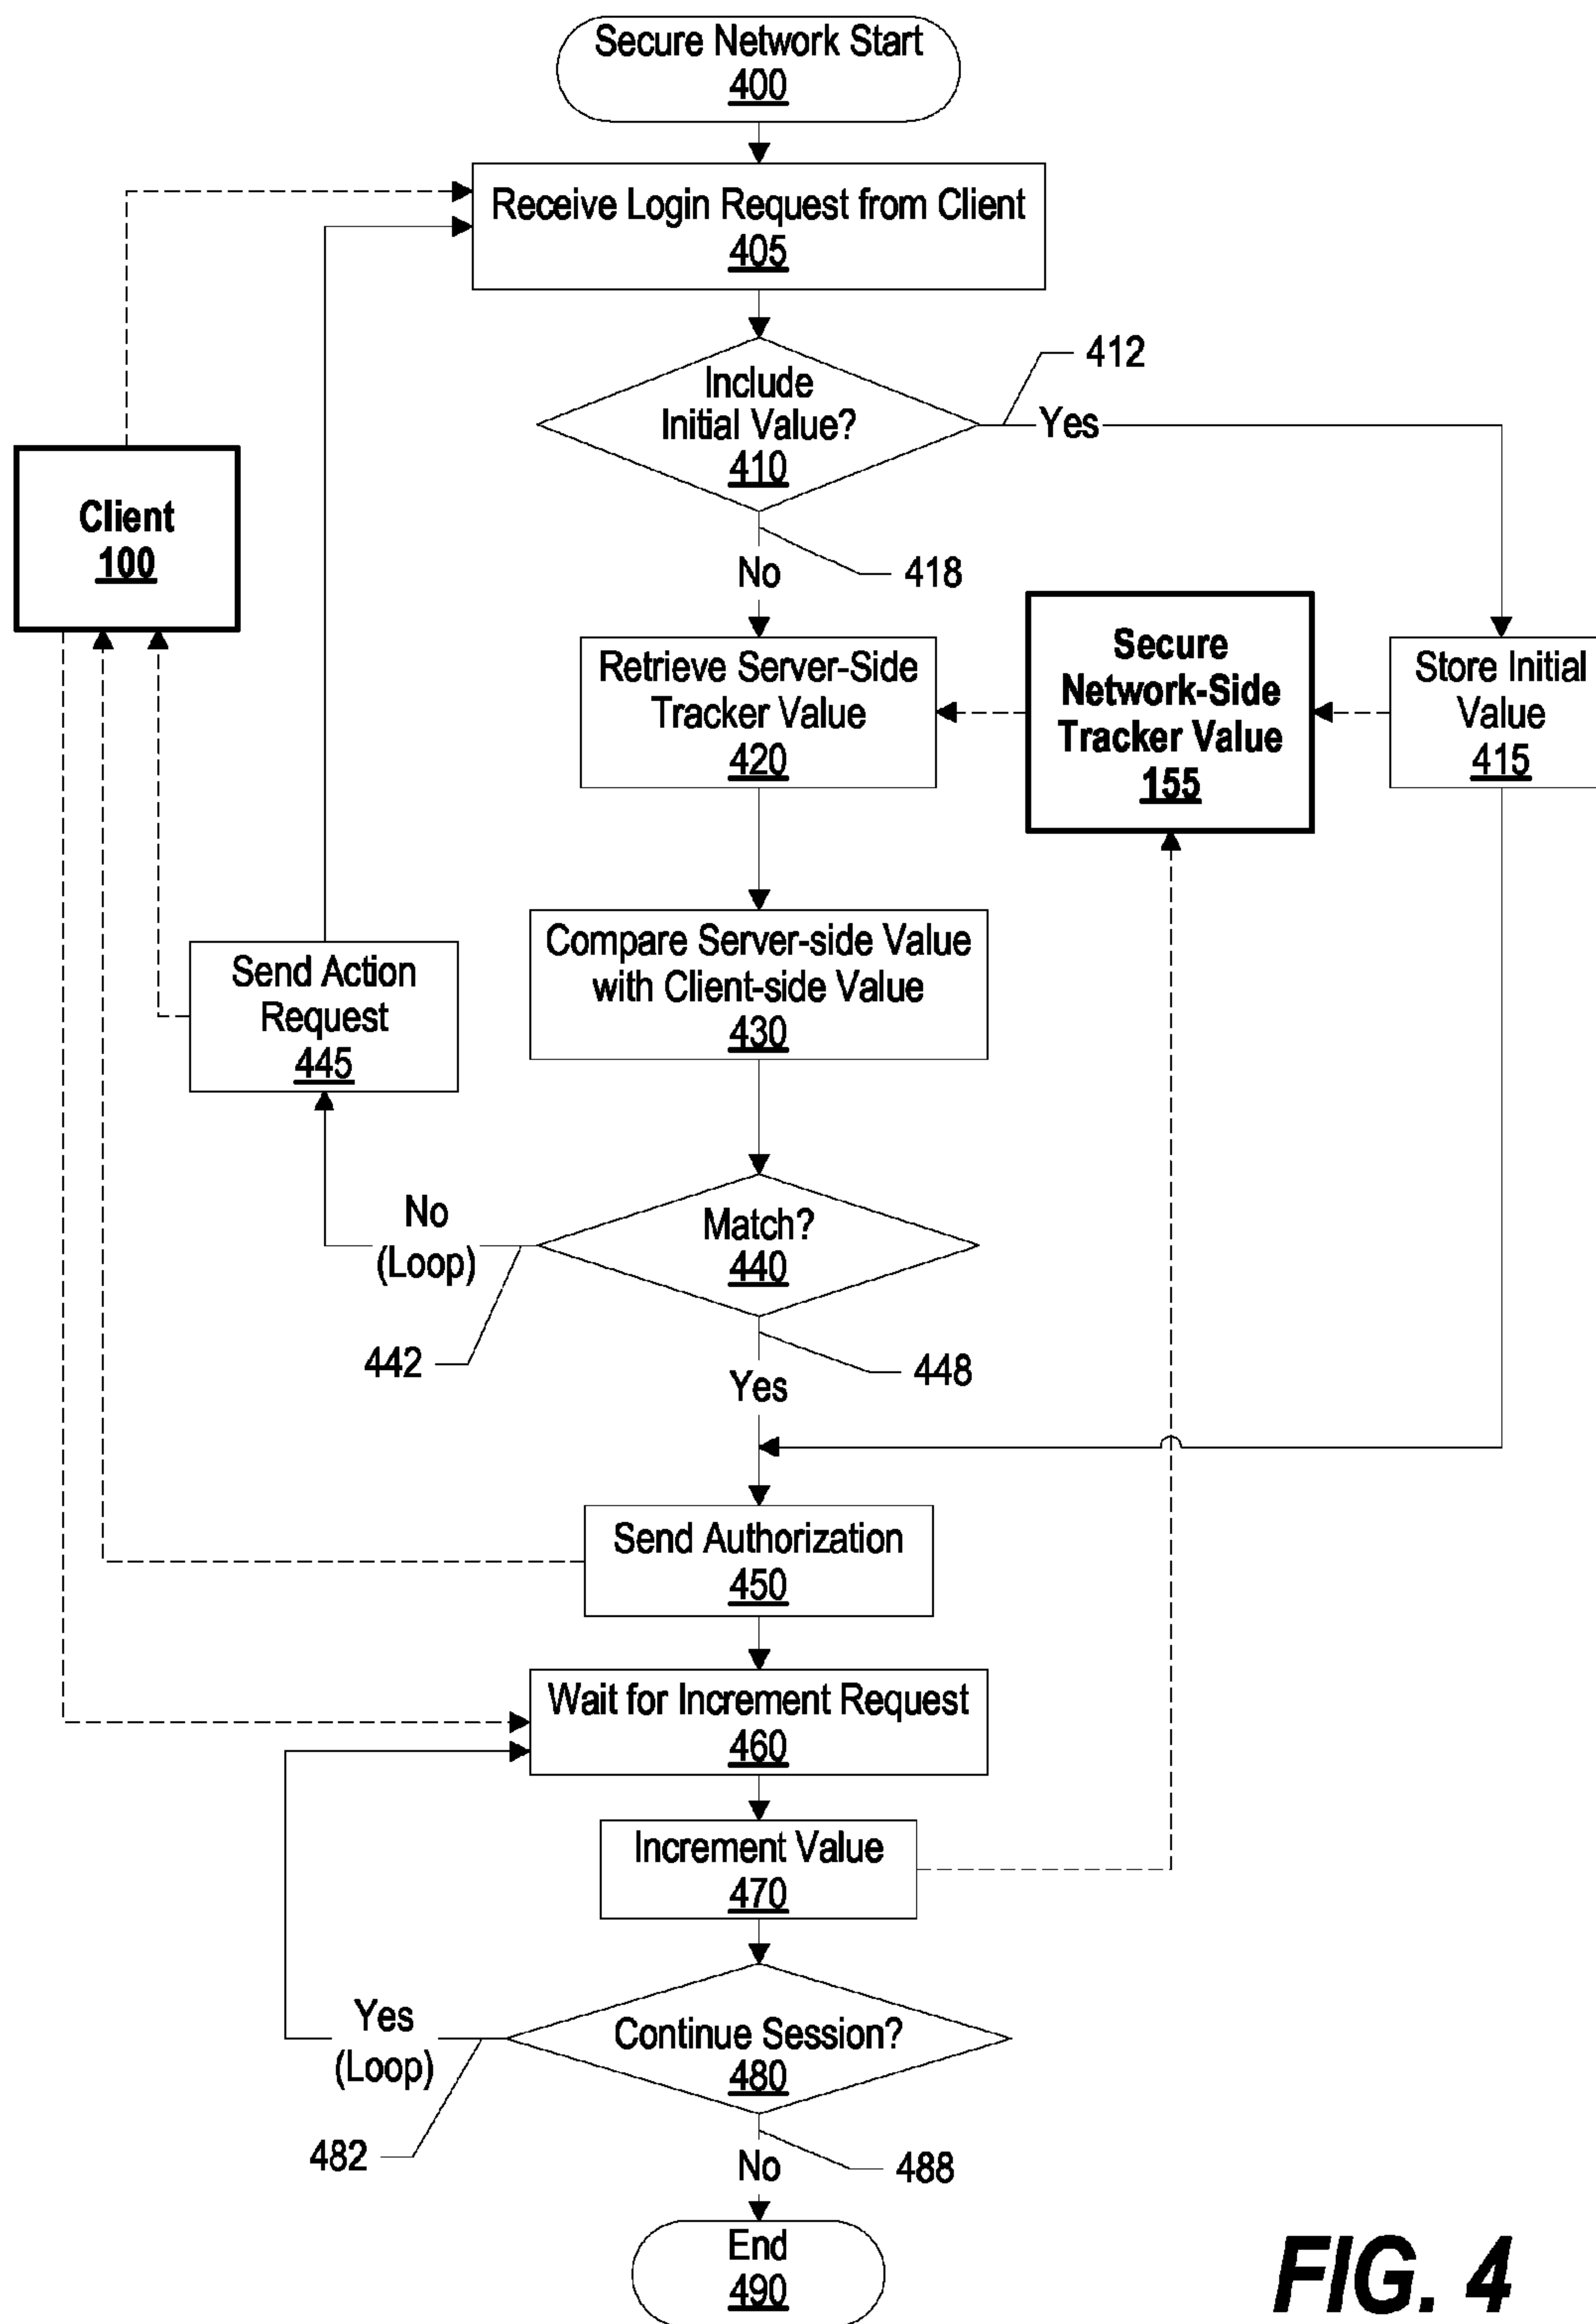 Secure Network Start
400
Receive Login Request from Client
405
412
Include
Initial Value?
410
Yes
Client
100
No
418
Secure
Network-Side
Tracker Value
155
Retrieve Server-Side
Tracker Value
420
Store Initial
Value
415
Compare Server-side Value
with Client-side Value
430
Send Action
Request
445
No
(Loop)
Match?
440
442
448
Yes
Send Authorization
450
Wait for Increment Request
460
Increment Value
470
Yes
(Loop)
Continue Session?
480
482
488
No
End
490
FIG. 4